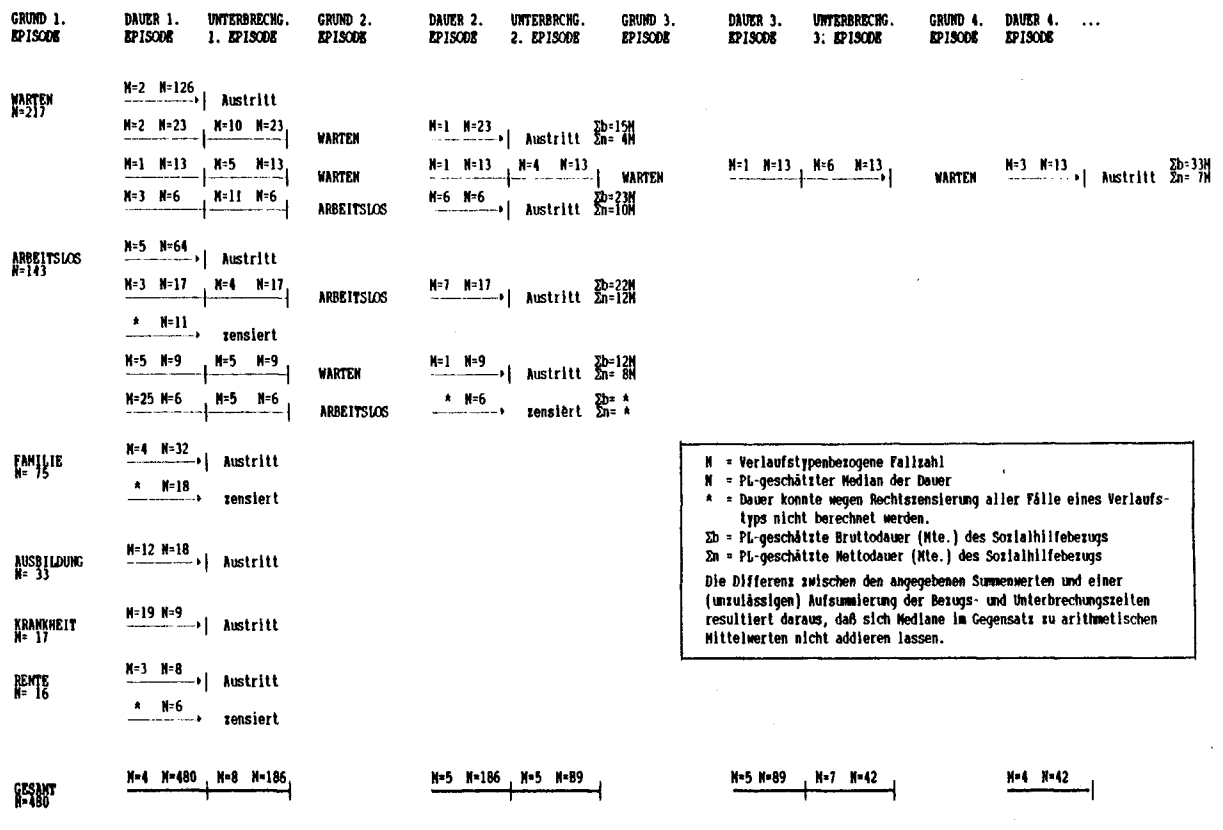 GRUND 1. DAUER 1. UNTERBRECHG. GRUND 2. DAUER 2. UNTERBRCHG. GRUND 3. DAUER 3. UNTERBRECHG. GRUND 4. DAUER 4. ...
EPISODE EPISODE 1. EPISODE EPISODE EPISODE 2. EPISODE EPISODE EPISODE 3. EPISODE EPISODE EPISODE
M=2 N=126
WARTEN Austritt
N=217
M=2 N=23 M=10 N=23 M=1 N=23 Σb=15M
WARTEN Austritt Σn= 4M
M=1 N=13 M=5 N=13 M=1 N=13 M=4 N=13 M=1 N=13 M=6 N=13 M=3 N=13 Σb=33M
WARTEN WARTEN WARTEN Austritt Σn= 7M
M=3 N=6 M=11 N=6 M=6 N=6 Σb=23M
ARBEITSLOS Austritt Σn=10M
M=5 N=64
ARBEITSLOS Austritt
N=143
M=3 N=17 M=4 N=17 M=7 N=17 Σb=22M
ARBEITSLOS Austritt Σn=12M
* N=11
zensiert
M=5 N=9 M=5 N=9 M=1 N=9 Σb=12M
WARTEN Austritt Σn= 8M
M=25 N=6 M=5 N=6 * N=6 Σb= *
ARBEITSLOS zensiert Σn= *
M=4 N=32
FAMILIE Austritt
N= 75
* N=18
zensiert
M=12 N=18
AUSBILDUNG Austritt
N= 33
M=19 N=9
KRANKHEIT Austritt
N= 17
M=3 N=8
RENTE Austritt
N= 16
* N=6
zensiert
N = Verlaufstypenbezogene Fallzahl
M = PL-geschätzter Median der Dauer
* = Dauer konnte wegen Rechtszensierung aller Fälle eines Verlaufs-
typs nicht berechnet werden.
Σb = PL-geschätzte Bruttodauer (Mte.) des Sozialhilfebezugs
Σn = PL-geschätzte Nettodauer (Mte.) des Sozialhilfebezugs
Die Differenz zwischen den angegebenen Summenwerten und einer
(unzulässigen) Aufsummierung der Bezugs- und Unterbrechungszeiten
resultiert daraus, daß sich Mediane im Gegensatz zu arithmetischen
Mittelwerten nicht addieren lassen.
M=4 N=480 M=8 N=186 M=5 N=186 M=5 N=89 M=5 N=89 M=7 N=42 M=4 N=42
GESAMT
N=480